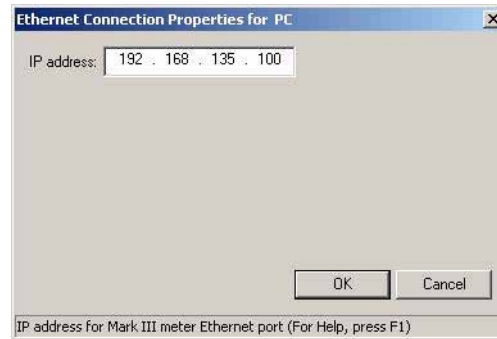 Ethernet Connection Properties for PC
IP address: 192 . 168 . 135 . 100
OK Cancel
IP address for Mark III meter Ethernet port (For Help, press F1)